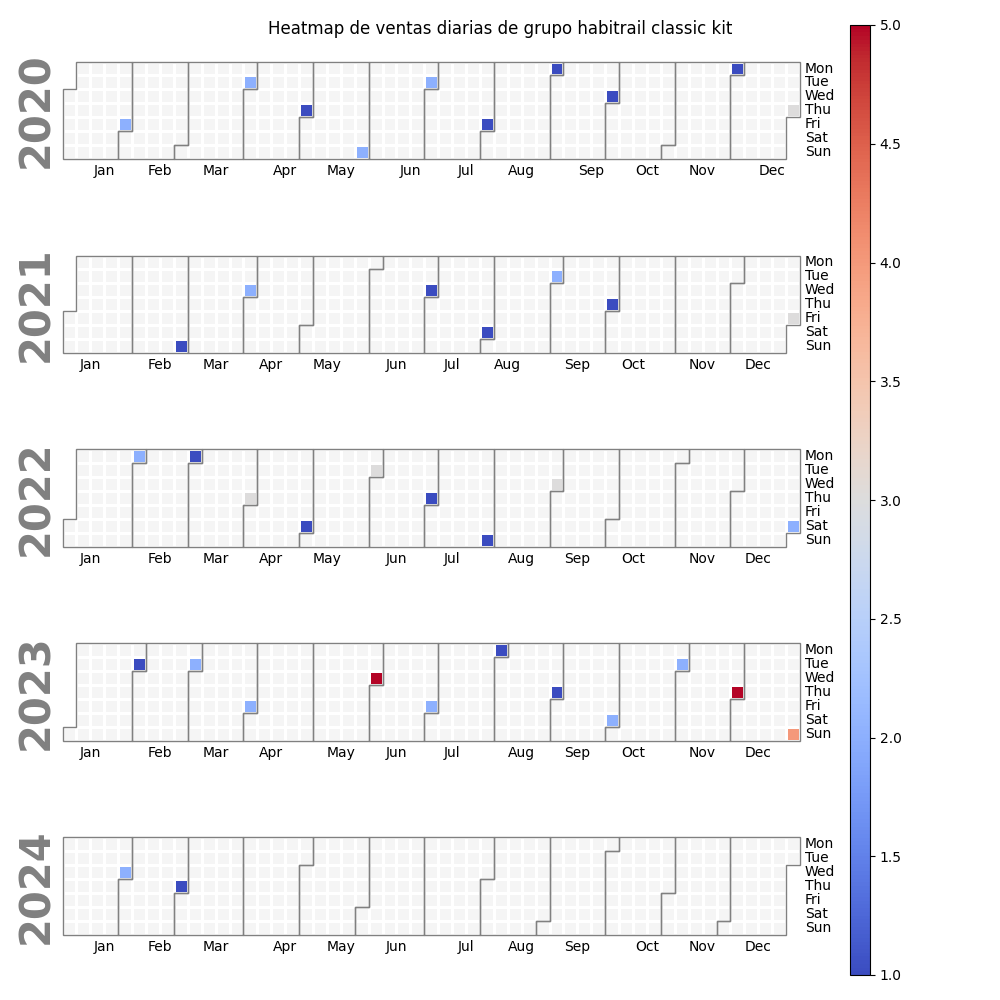 Heatmap de ventas diarias de grupo habitrail classic kit
2020
Mon
Tue
Wed
Thu
Fri
Sat
Sun
Jan Feb Mar Apr May Jun Jul Aug Sep Oct Nov Dec
2021
Mon
Tue
Wed
Thu
Fri
Sat
Sun
Jan Feb Mar Apr May Jun Jul Aug Sep Oct Nov Dec
2022
Mon
Tue
Wed
Thu
Fri
Sat
Sun
Jan Feb Mar Apr May Jun Jul Aug Sep Oct Nov Dec
2023
Mon
Tue
Wed
Thu
Fri
Sat
Sun
Jan Feb Mar Apr May Jun Jul Aug Sep Oct Nov Dec
2024
Mon
Tue
Wed
Thu
Fri
Sat
Sun
Jan Feb Mar Apr May Jun Jul Aug Sep Oct Nov Dec
5.0
4.5
4.0
3.5
3.0
2.5
2.0
1.5
1.0